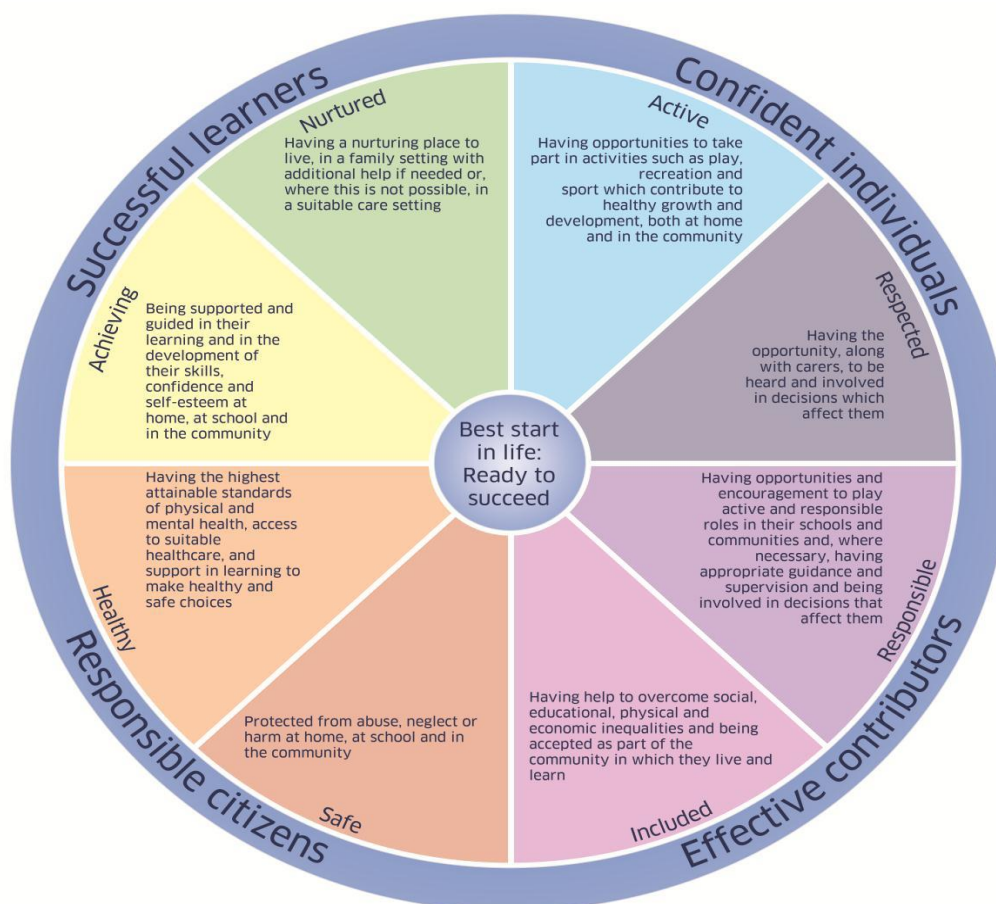 Successful learners
Confident individuals
Nurtured
Having a nurturing place to
live, in a family setting with
additional help if needed or,
where this is not possible, in
a suitable care setting
Active
Having opportunities to take
part in activities such as play,
recreation and
sport which contribute to
healthy growth and
development, both at home
and in the community
Achieving
Being supported and
guided in their
learning and in the
development of
their skills,
confidence and
self-esteem at
home, at school and
in the community
Respected
Having the
opportunity, along
with carers, to be
heard and involved
in decisions which
affect them
Best start
in life:
Ready to
succeed
Healthy
Having the highest
attainable standards
of physical and
mental health, access
to suitable
healthcare, and
support in learning to
make healthy and
safe choices
Responsible
Having opportunities and
encouragement to play
active and responsible
roles in their schools and
communities and, where
necessary, having
appropriate guidance and
supervision and being
involved in decisions that
affect them
Protected from abuse, neglect or
harm at home, at school and in
the community
Safe
Having help to overcome social,
educational, physical and
economic inequalities and being
accepted as part of the
community in which they live and
learn
Included
Responsible citizens
Effective contributors